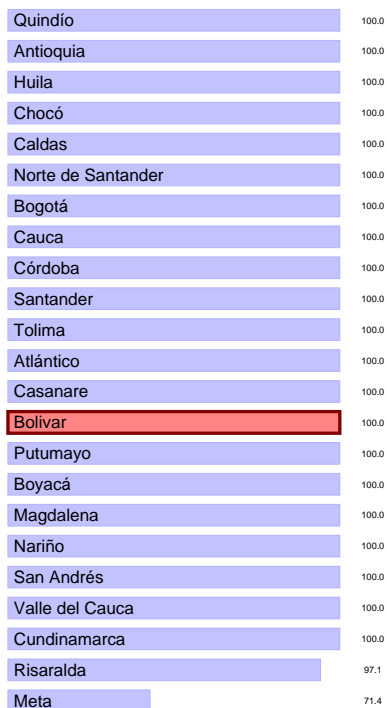 Quindío 100.0
Antioquia 100.0
Huila 100.0
Chocó 100.0
Caldas 100.0
Norte de Santander 100.0
Bogotá 100.0
Cauca 100.0
Córdoba 100.0
Santander 100.0
Tolima 100.0
Atlántico 100.0
Casanare 100.0
Bolivar 100.0
Putumayo 100.0
Boyacá 100.0
Magdalena 100.0
Nariño 100.0
San Andrés 100.0
Valle del Cauca 100.0
Cundinamarca 100.0
Risaralda 97.1
Meta 71.4